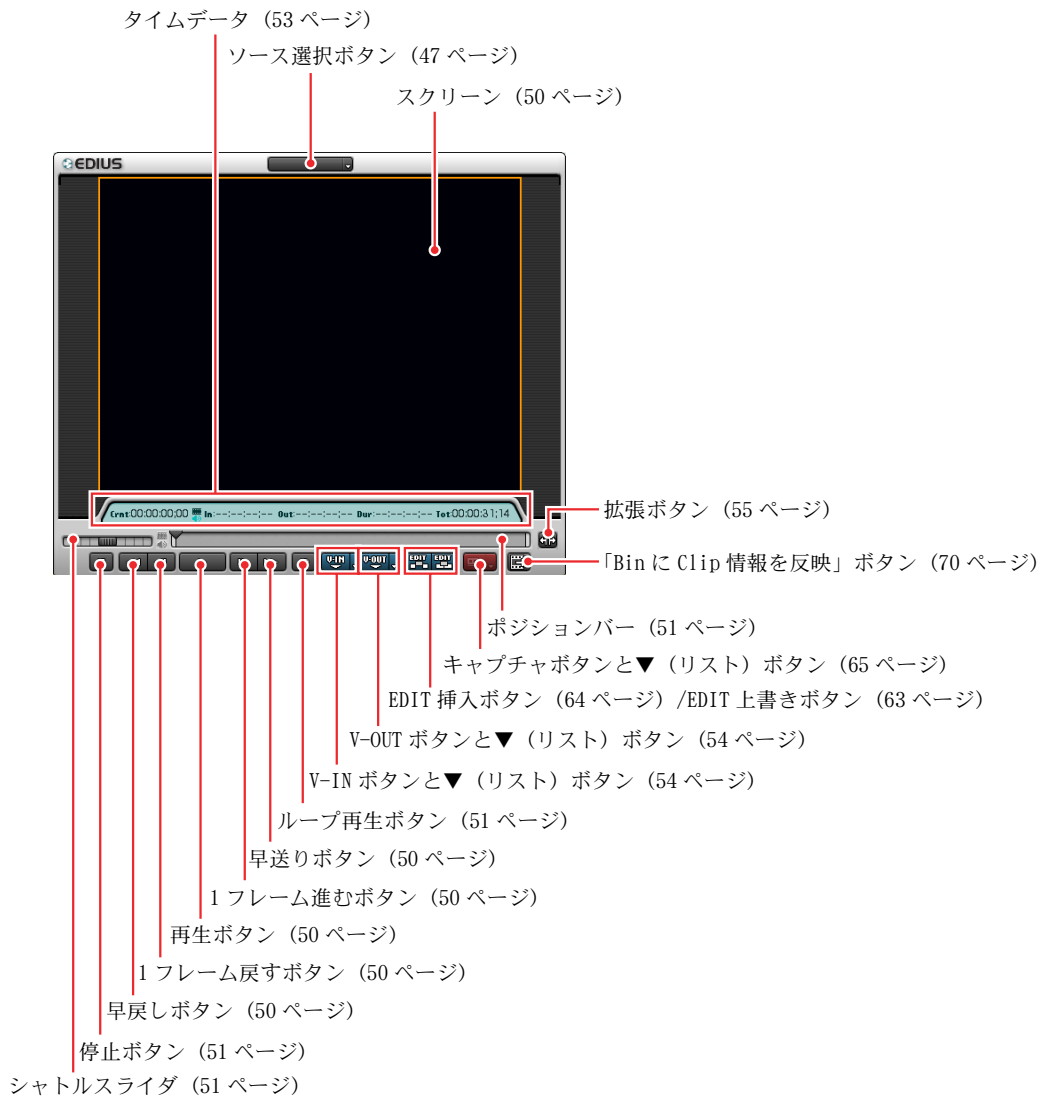 タイムデータ (53 ページ)
ソース選択ボタン (47 ページ)
スクリーン (50 ページ)
EDIUS
Crnt:00:00:00;00 In:--:--:--;-- Out:--:--:--;-- Dur:--:--:--;-- Tot:00:00:31;14
拡張ボタン (55 ページ)
V-IN V-OUT EDIT EDIT
「Bin に Clip 情報を反映」ボタン (70 ページ)
ポジションバー (51 ページ)
キャプチャボタンと▼（リスト）ボタン (65 ページ)
EDIT 挿入ボタン (64 ページ) /EDIT 上書きボタン (63 ページ)
V-OUT ボタンと▼（リスト）ボタン (54 ページ)
V-IN ボタンと▼（リスト）ボタン (54 ページ)
ループ再生ボタン (51 ページ)
早送りボタン (50 ページ)
1 フレーム進むボタン (50 ページ)
再生ボタン (50 ページ)
1 フレーム戻すボタン (50 ページ)
早戻しボタン (50 ページ)
停止ボタン (51 ページ)
シャトルスライダ (51 ページ)